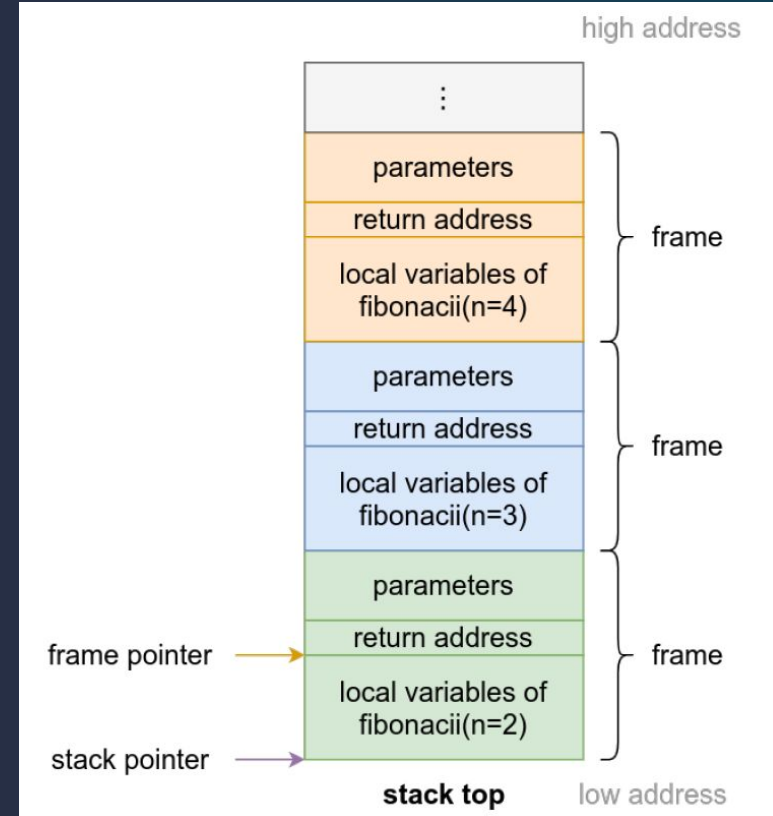 high address
⋮
parameters
return address
frame
local variables of
fibonacii(n=4)
parameters
return address
frame
local variables of
fibonacii(n=3)
parameters
return address
frame pointer
frame
local variables of
fibonacii(n=2)
stack pointer
stack top
low address